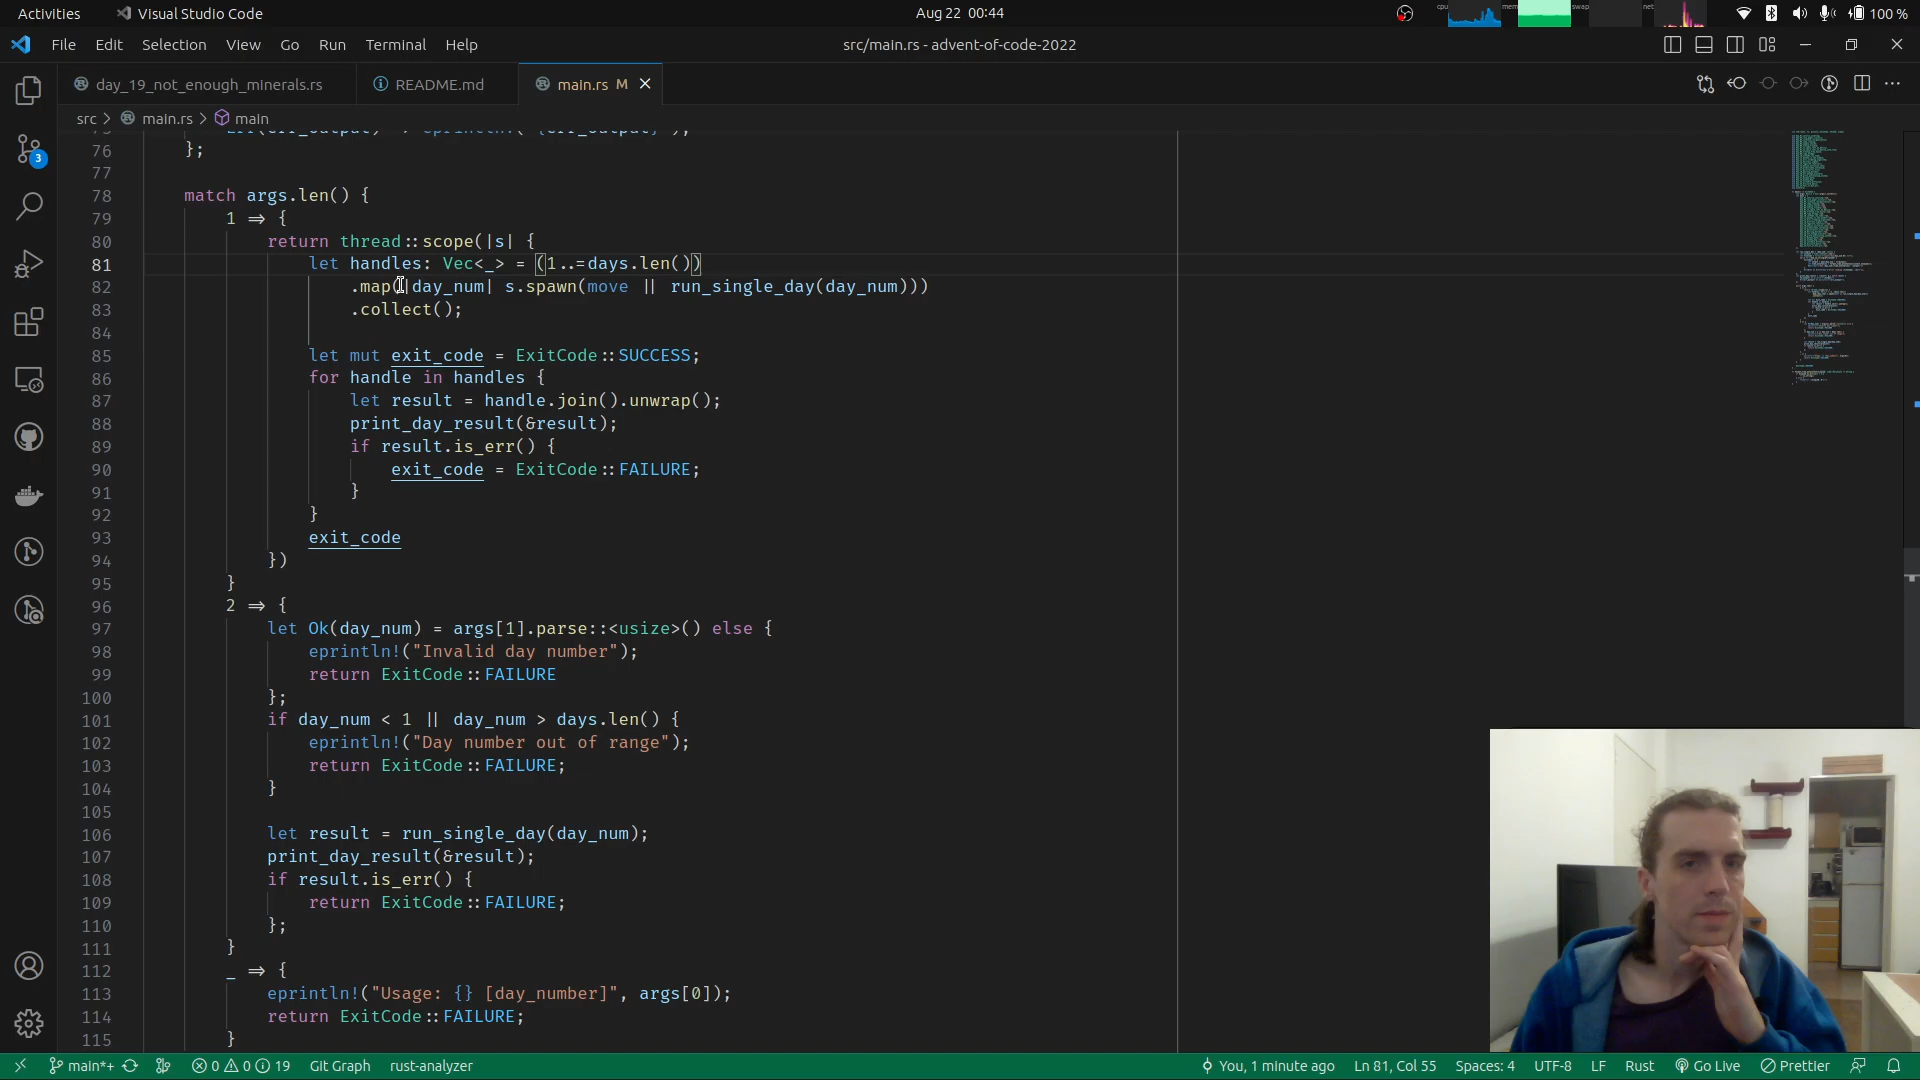 Activities
Visual Studio Code
Aug 22 00:44
cpu
mem
swap
net
100 %
File Edit Selection View Go Run Terminal Help
src/main.rs - advent-of-code-2022
day_19_not_enough_minerals.rs
README.md
main.rs M
src > main.rs > main
3
76 };
77
78 match args.len() {
79 1 => {
80 return thread::scope(|s| {
81 let handles: Vec<_> = (1..=days.len())
82 .map(|day_num| s.spawn(move || run_single_day(day_num)))
83 .collect();
84
85 let mut exit_code = ExitCode::SUCCESS;
86 for handle in handles {
87 let result = handle.join().unwrap();
88 print_day_result(&result);
89 if result.is_err() {
90 exit_code = ExitCode::FAILURE;
91 }
92 }
93 exit_code
94 })
95 }
96 2 => {
97 let Ok(day_num) = args[1].parse::<usize>() else {
98 eprintln!("Invalid day number");
99 return ExitCode::FAILURE
100 };
101 if day_num < 1 || day_num > days.len() {
102 eprintln!("Day number out of range");
103 return ExitCode::FAILURE;
104 }
105
106 let result = run_single_day(day_num);
107 print_day_result(&result);
108 if result.is_err() {
109 return ExitCode::FAILURE;
110 };
111 }
112 _ => {
113 eprintln!("Usage: {} [day_number]", args[0]);
114 return ExitCode::FAILURE;
115 }
main*+ 0 0 19 Git Graph rust-analyzer You, 1 minute ago Ln 81, Col 55 Spaces: 4 UTF-8 LF Rust Go Live Prettier